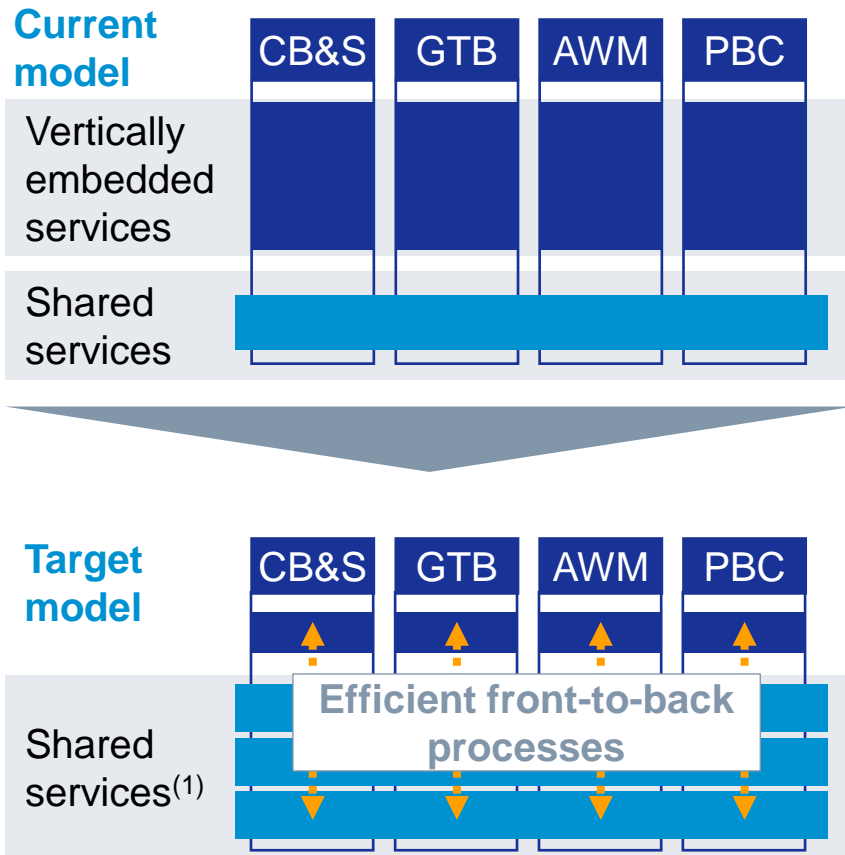 Current
model
CB&S GTB AWM PBC
Vertically
embedded
services
Shared
services
Target
model
CB&S GTB AWM PBC
Efficient front-to-back
processes
Shared
services(1)